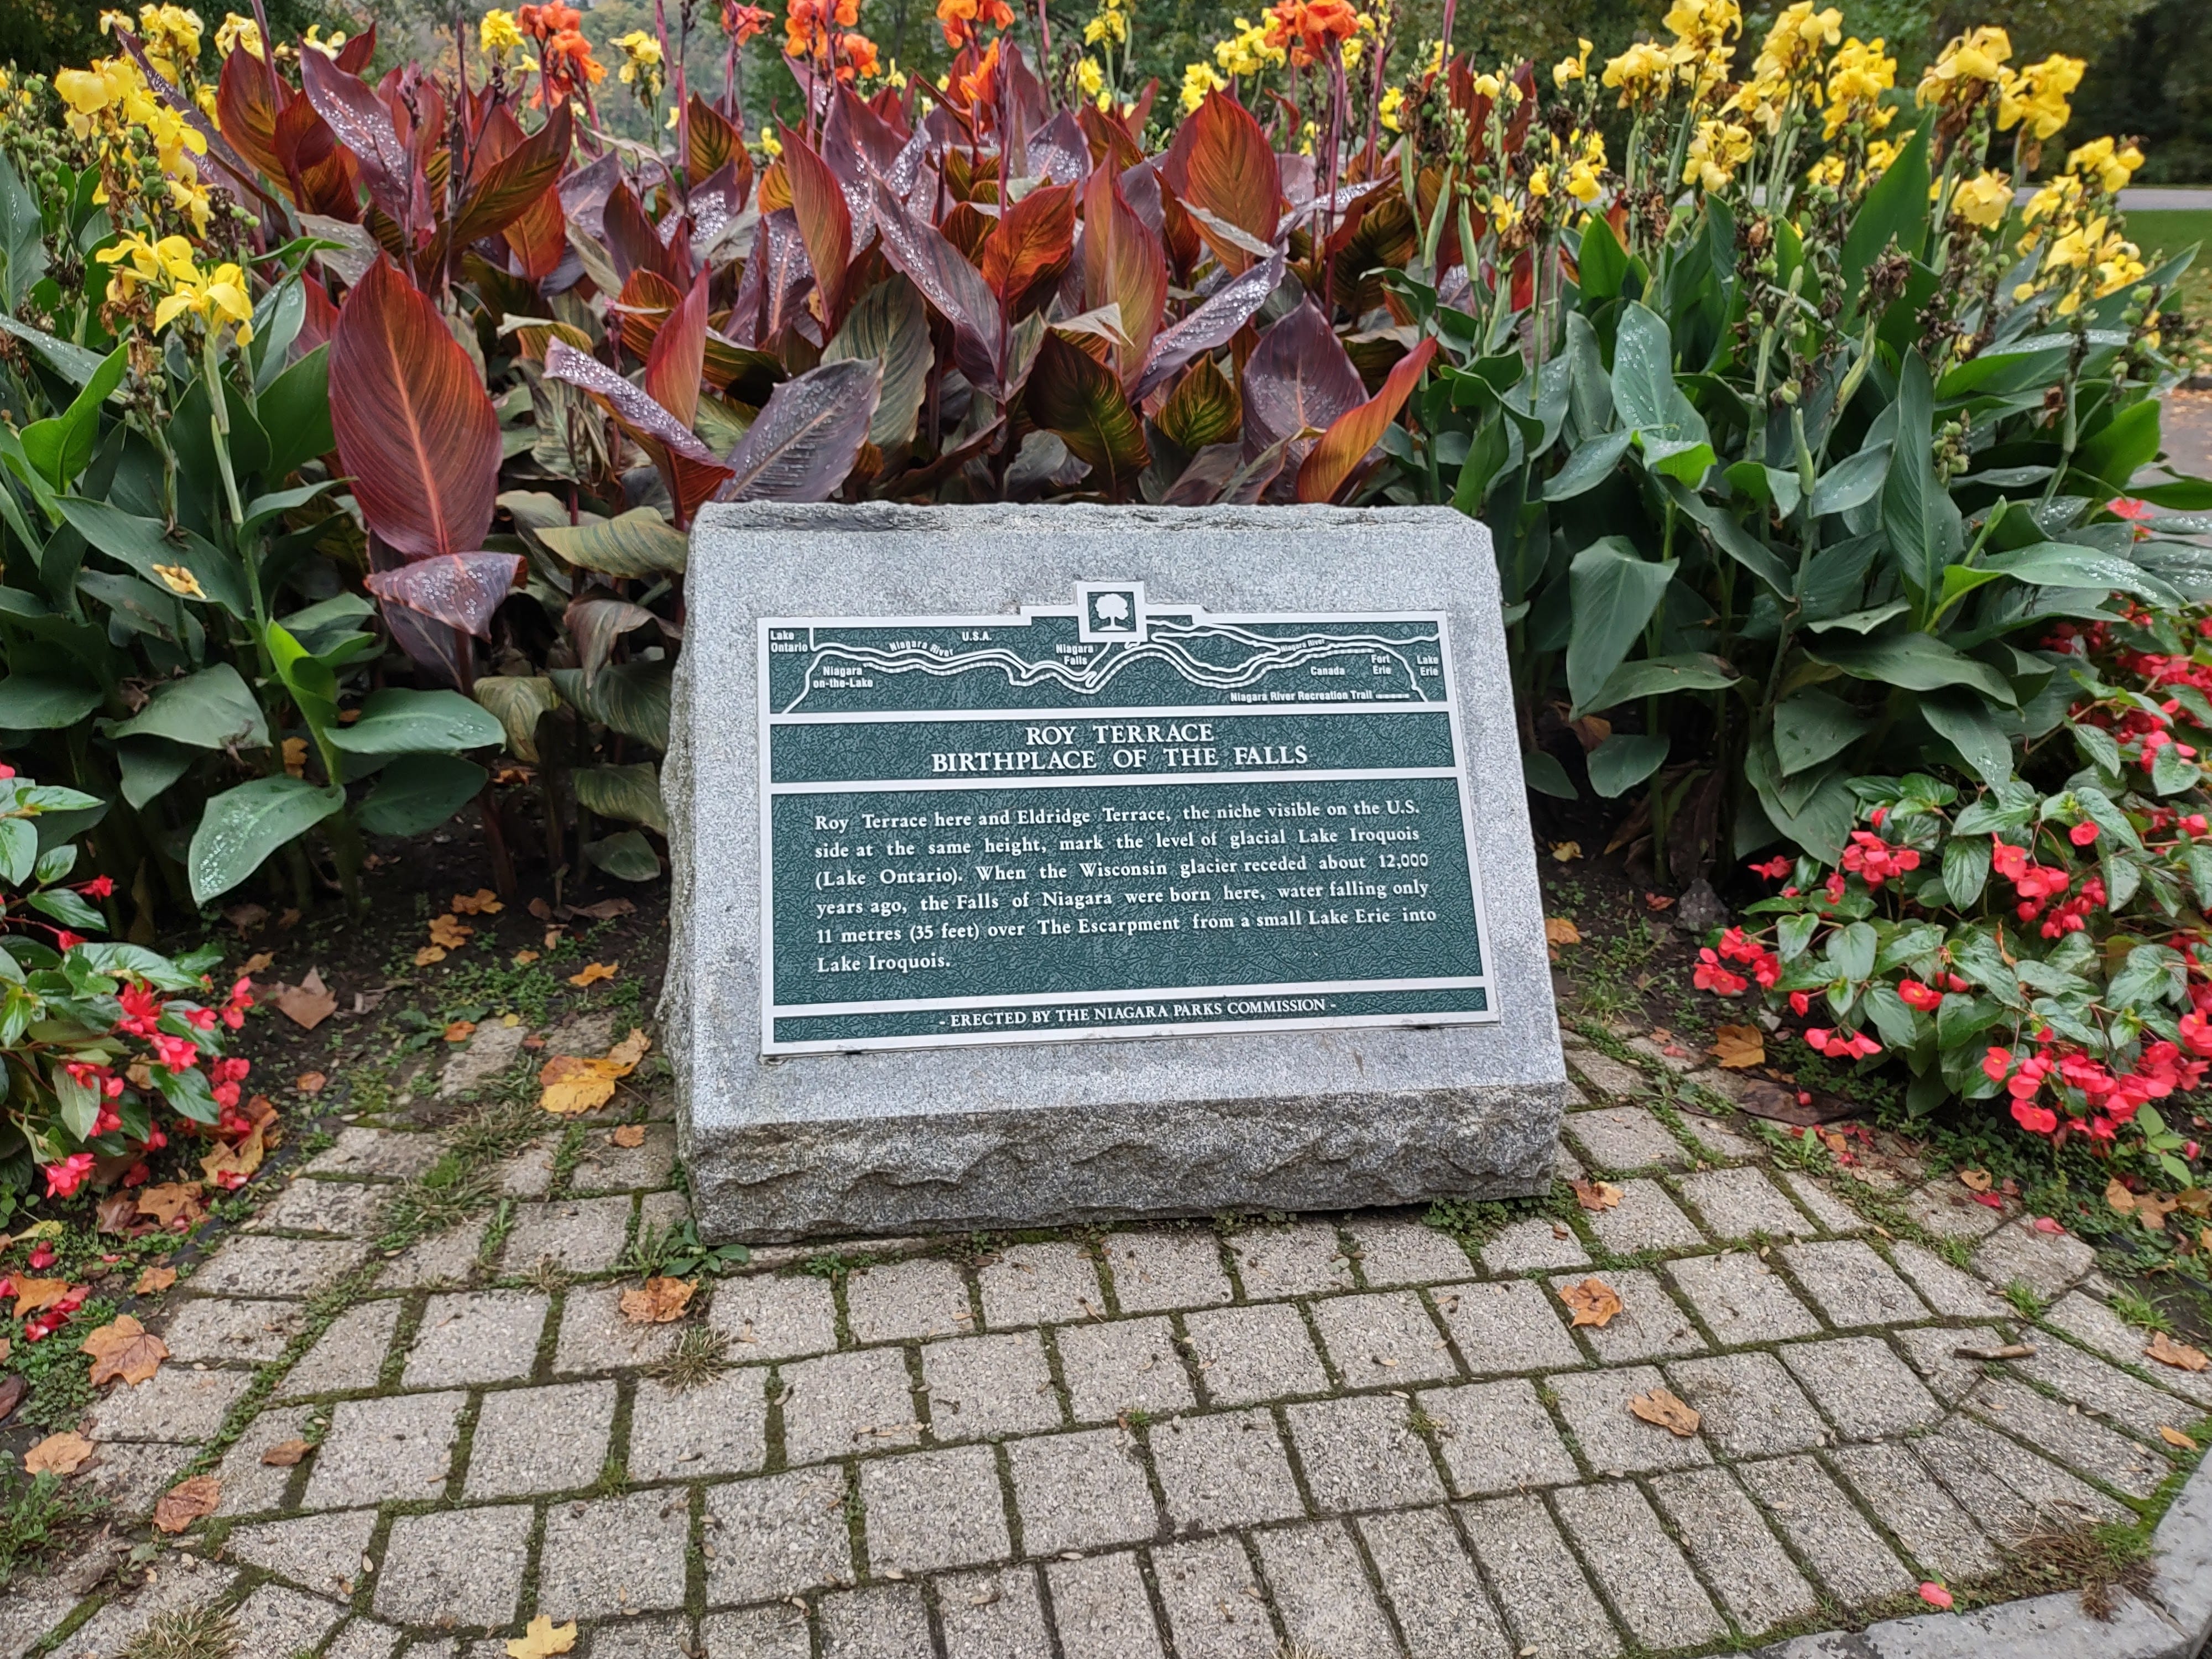 Lake
Ontario
Niagara River
U.S.A.
Niagara
Falls
Niagara River
Niagara
on-the-Lake
Canada
Fort
Erie
Lake
Erie
Niagara River Recreation Trail
ROY TERRACE
BIRTHPLACE OF THE FALLS
Roy Terrace here and Eldridge Terrace, the niche visible on the U.S.
side at the same height, mark the level of glacial Lake Iroquois
(Lake Ontario). When the Wisconsin glacier receded about 12,000
years ago, the Falls of Niagara were born here, water falling only
11 metres (35 feet) over The Escarpment from a small Lake Erie into
Lake Iroquois.
- ERECTED BY THE NIAGARA PARKS COMMISSION -